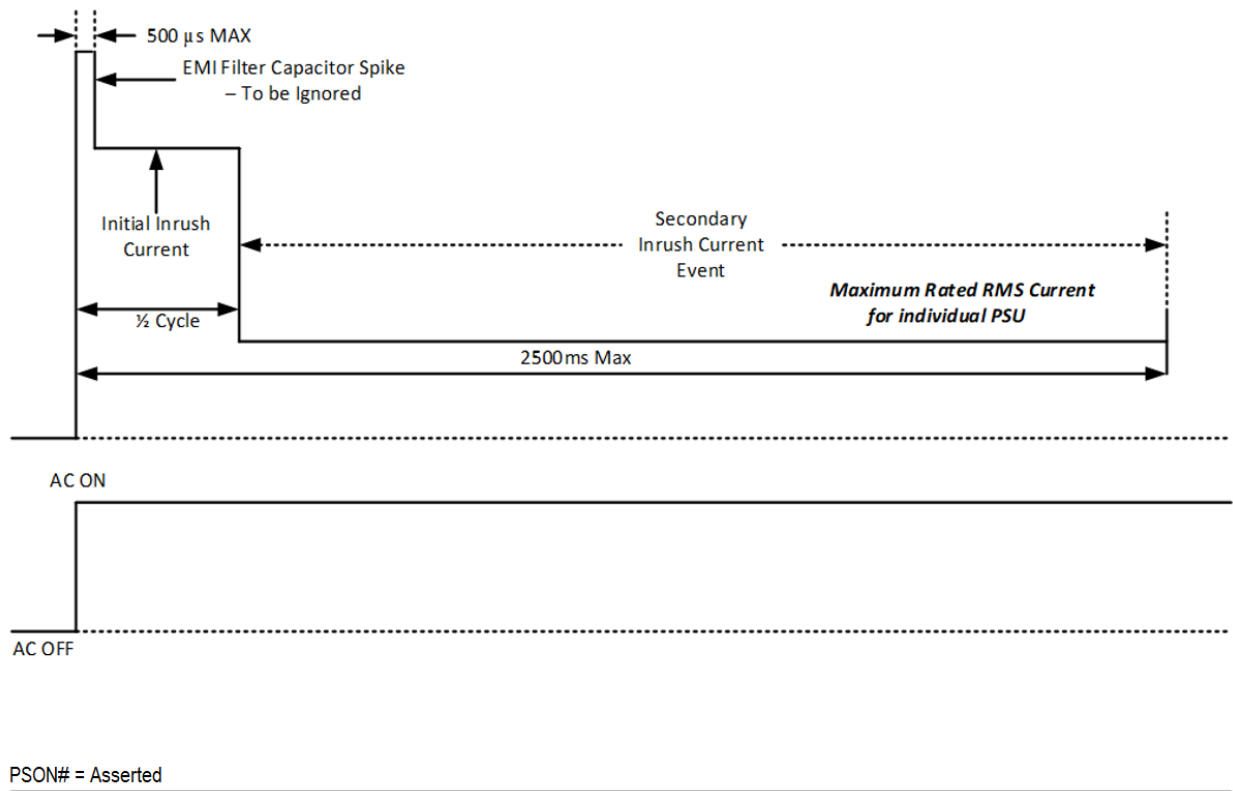 500 µs MAX
EMI Filter Capacitor Spike
– To be Ignored
Initial Inrush
Current
Secondary
Inrush Current
Event
Maximum Rated RMS Current
for individual PSU
½ Cycle
2500ms Max
AC ON
AC OFF
PSON# = Asserted